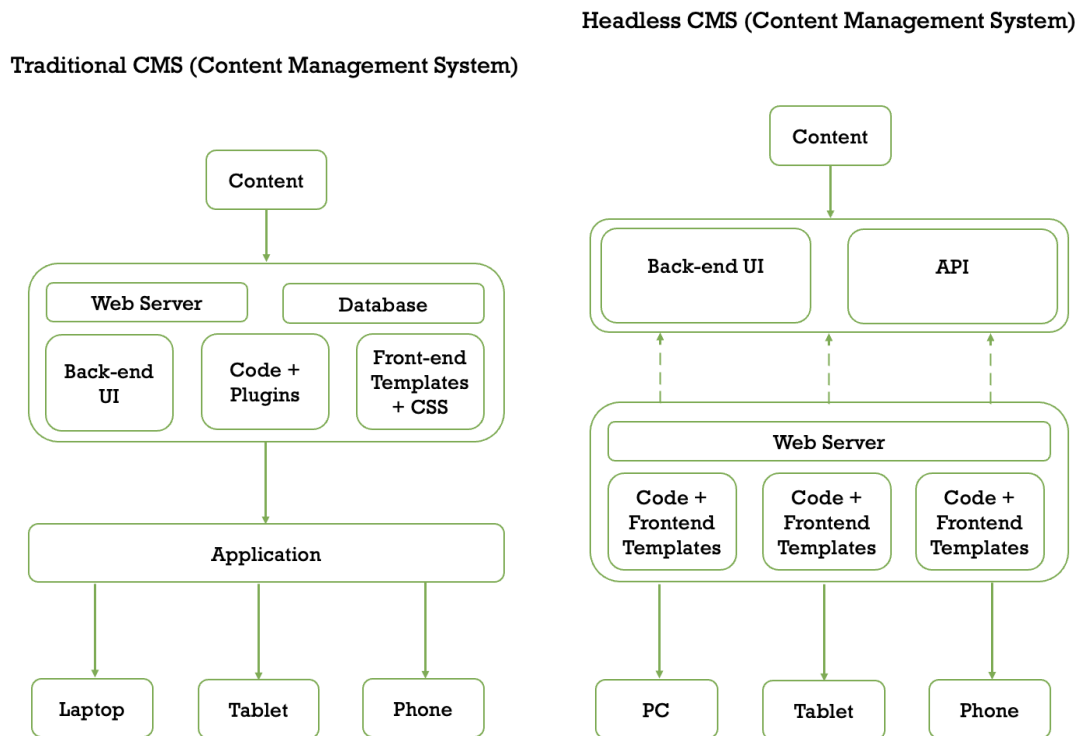 Traditional CMS (Content Management System)
Content
Web Server
Database
Back-end
UI
Code +
Plugins
Front-end
Templates
+ CSS
Application
Laptop
Tablet
Phone
Headless CMS (Content Management System)
Content
Back-end UI
API
Web Server
Code +
Frontend
Templates
Code +
Frontend
Templates
Code +
Frontend
Templates
PC
Tablet
Phone